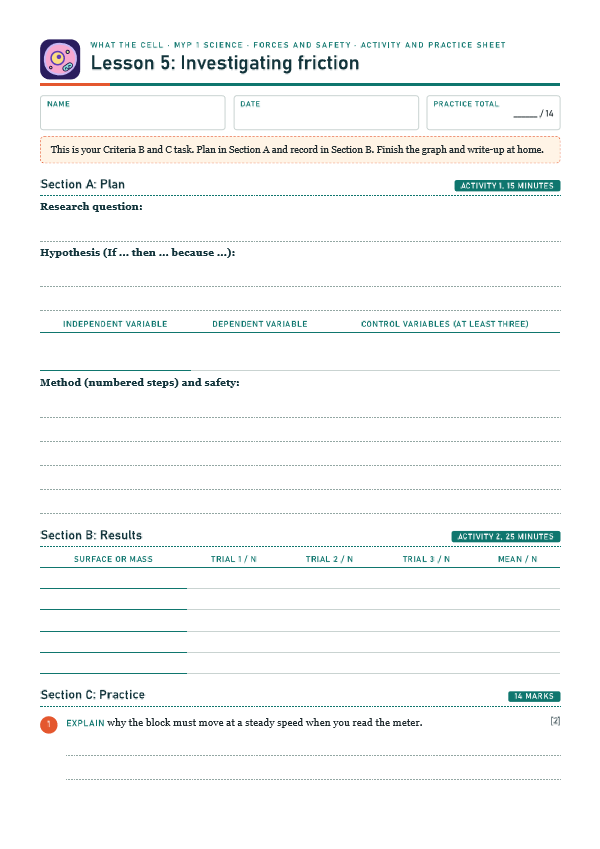 WHAT THE CELL · MYP 1 SCIENCE · FORCES AND SAFETY · ACTIVITY AND PRACTICE SHEET
Lesson 5: Investigating friction
NAME
DATE
PRACTICE TOTAL
_____ / 14
This is your Criteria B and C task. Plan in Section A and record in Section B. Finish the graph and write-up at home.
Section A: Plan
ACTIVITY 1, 15 MINUTES
Research question:
Hypothesis (If ... then ... because ...):
INDEPENDENT VARIABLE DEPENDENT VARIABLE CONTROL VARIABLES (AT LEAST THREE)
Method (numbered steps) and safety:
Section B: Results
ACTIVITY 2, 25 MINUTES
SURFACE OR MASS TRIAL 1 / N TRIAL 2 / N TRIAL 3 / N MEAN / N
Section C: Practice
14 MARKS
1 EXPLAIN why the block must move at a steady speed when you read the meter. [2]